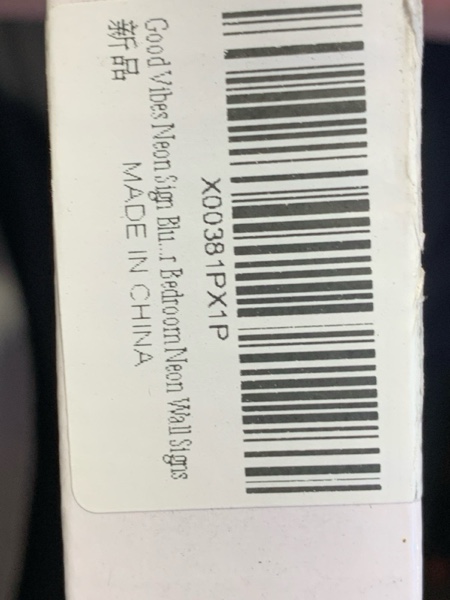 X00381PX1P
Good Vibes Neon Sign Blu...r Bedroom Neon Wall Signs
新品
MADE IN CHINA